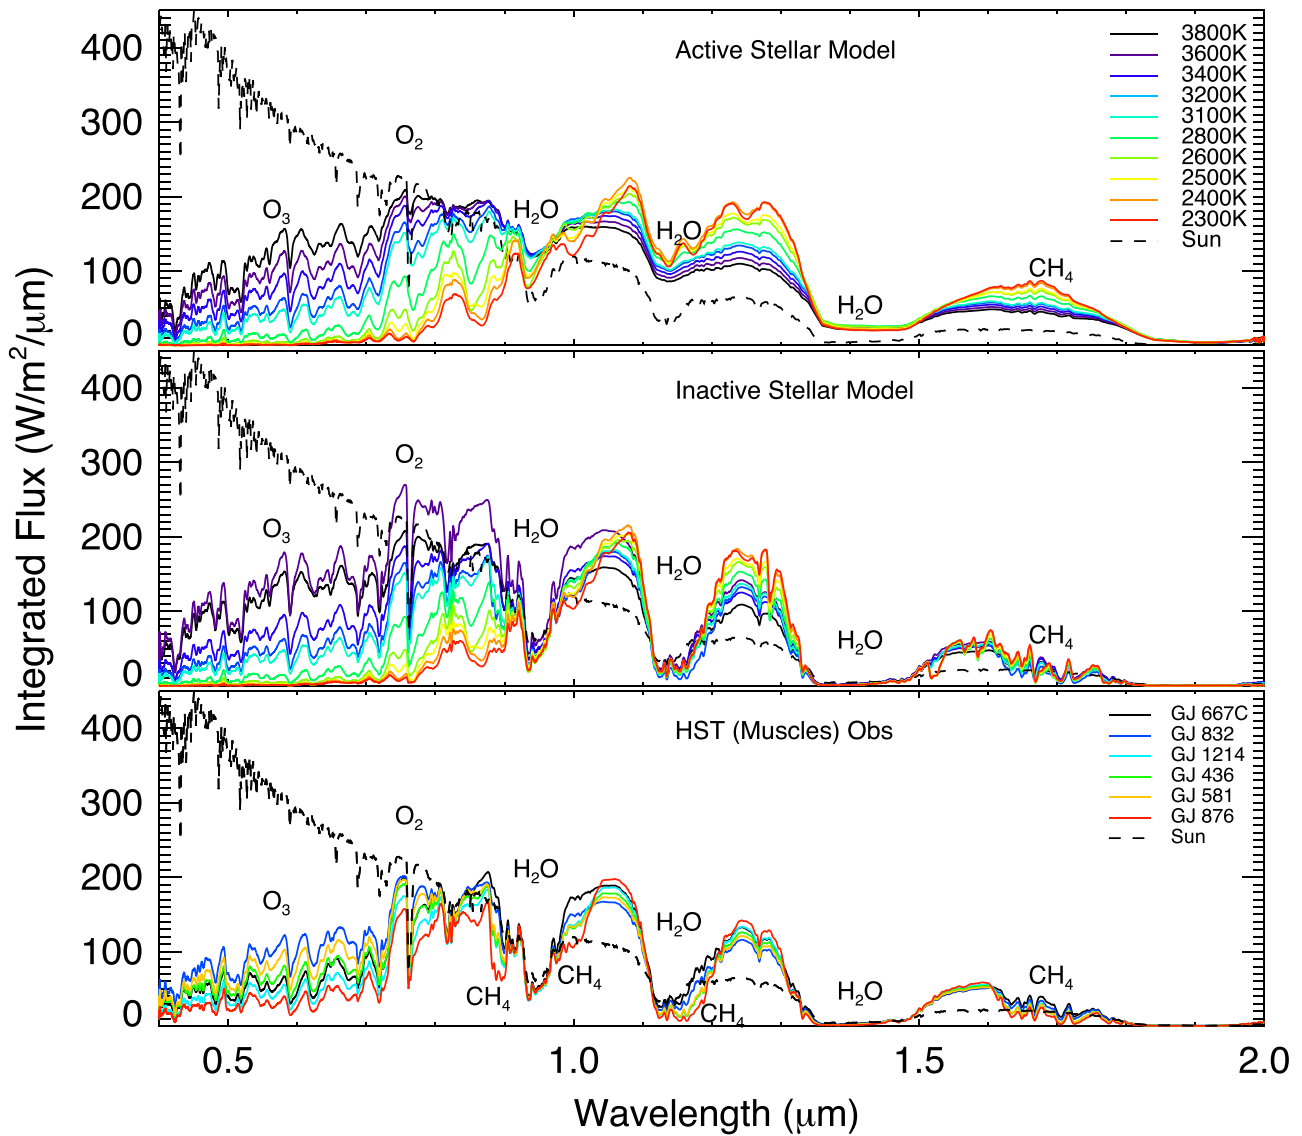 Integrated Flux (W/m²/μm)
400
300
200
100
0
Active Stellar Model
O₃
O₂
H₂O
H₂O
H₂O
CH₄
3800K
3600K
3400K
3200K
3100K
2800K
2600K
2500K
2400K
2300K
Sun
400
300
200
100
0
Inactive Stellar Model
O₃
O₂
H₂O
H₂O
H₂O
CH₄
400
300
200
100
0
HST (Muscles) Obs
O₃
O₂
H₂O
H₂O
CH₄
CH₄
CH₄
H₂O
CH₄
GJ 667C
GJ 832
GJ 1214
GJ 436
GJ 581
GJ 876
Sun
0.5
1.0
1.5
2.0
Wavelength (μm)